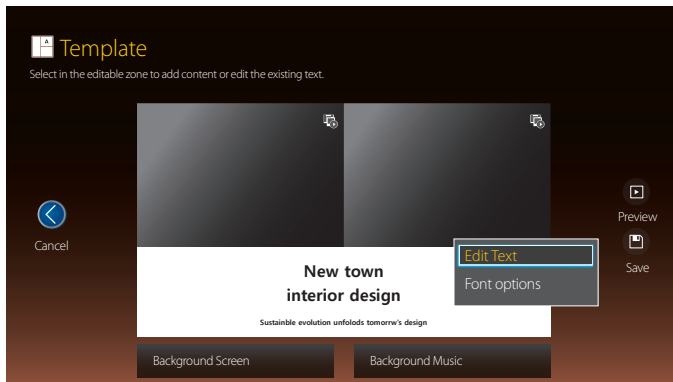 Template
Select in the editable zone to add content or edit the existing text.
Cancel
Preview
Save
Edit Text
Font options
New town
interior design
Sustainble evolution unfolods tomorrw's design
Background Screen
Background Music